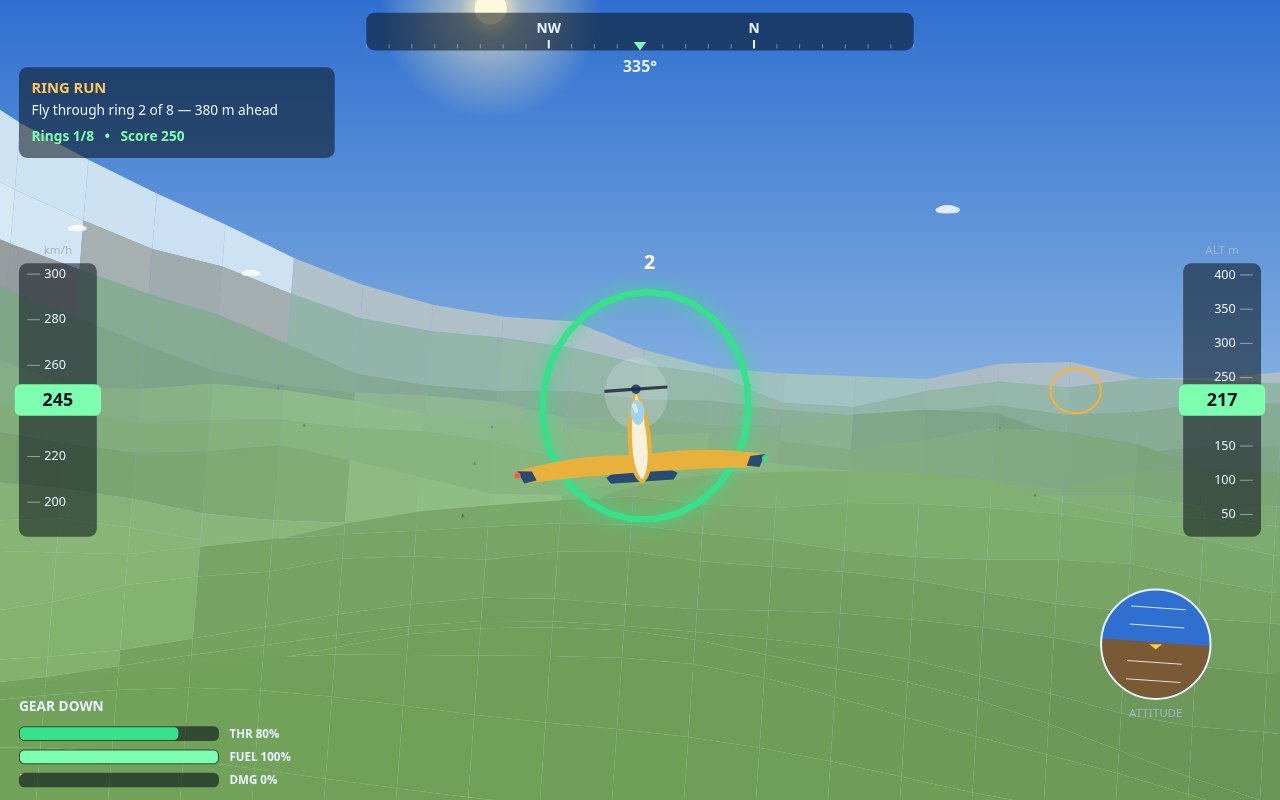 NW
N
335°
RING RUN
Fly through ring 2 of 8 — 380 m ahead
Rings 1/8 • Score 250
km/h
300
280
260
245
220
200
2
ALT m
400
350
300
250
217
150
100
50
ATTITUDE
GEAR DOWN
THR 80%
FUEL 100%
DMG 0%